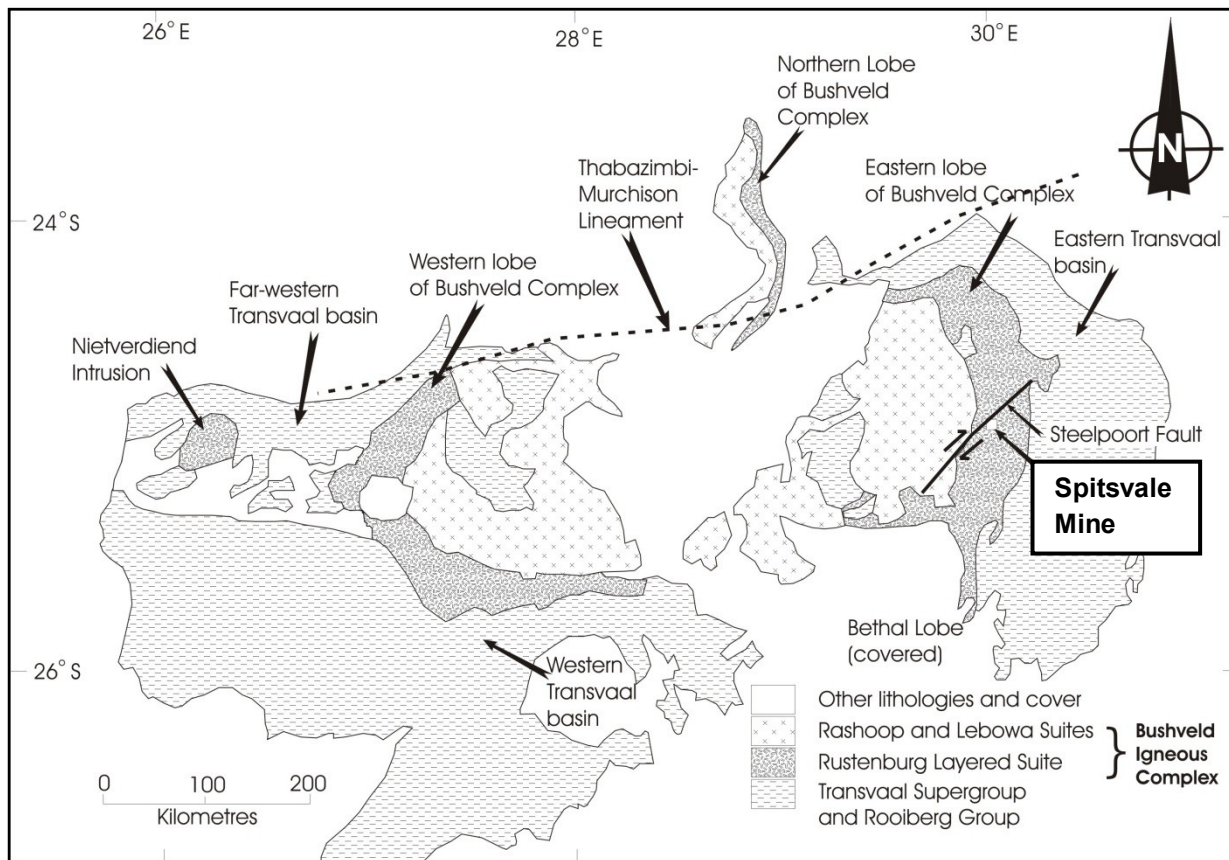 26°E
28°E
30°E
N
24°S
26°S
Northern Lobe
of Bushveld
Complex
Thabazimbi-
Murchison
Lineament
Eastern lobe
of Bushveld Complex
Eastern Transvaal
basin
Western lobe
of Bushveld Complex
Far-western
Transvaal basin
Nietverdiend
Intrusion
Steelpoort Fault
Spitsvale
Mine
Bethal Lobe
(covered)
Western
Transvaal
basin
Other lithologies and cover
Rashoop and Lebowa Suites
Rustenburg Layered Suite
Bushveld
Igneous
Complex
Transvaal Supergroup
and Rooiberg Group
0 100 200
Kilometres